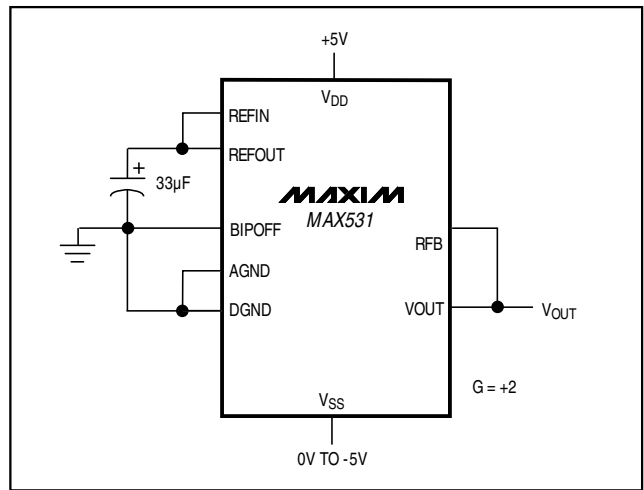 +5V
VDD
REFIN
REFOUT
+
33µF
MAXIM
MAX531
BIPOFF
RFB
AGND
DGND
VOUT
VOUT
G = +2
VSS
0V TO -5V